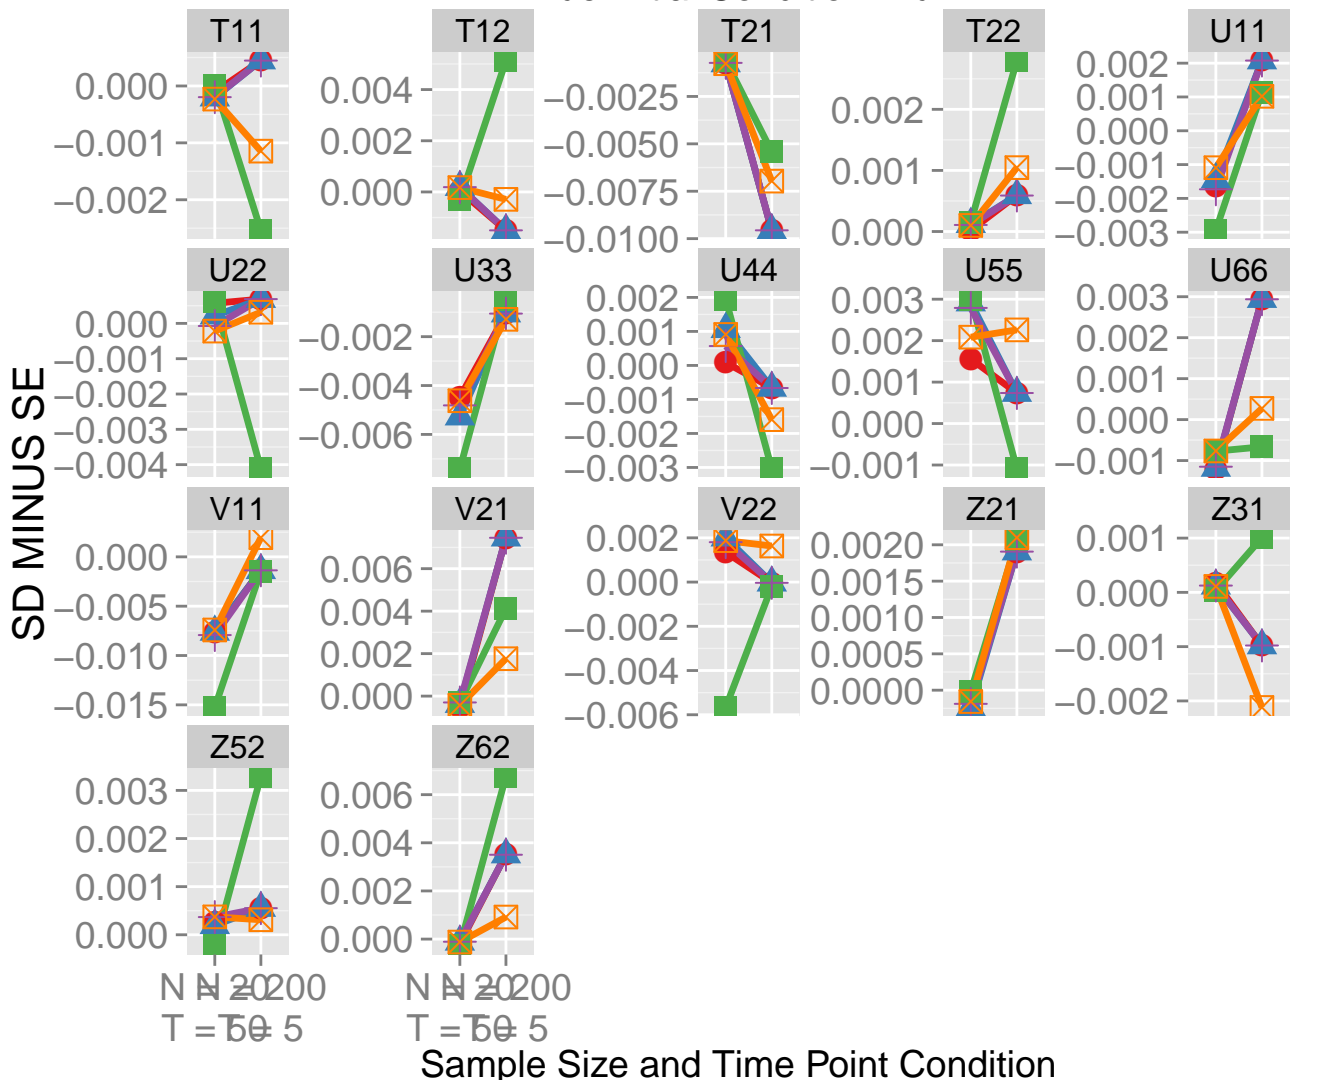 T11 T12 T21 T22 U11
0.000 −0.001 −0.002
0.004 0.002 0.000
−0.0025 −0.0050 −0.0075 −0.0100
0.002 0.001 0.000
0.002 0.001 0.000 −0.001 −0.002 −0.003
U22 U33 U44 U55 U66
0.000 −0.001 −0.002 −0.003 −0.004
−0.002 −0.004 −0.006
0.002 0.001 0.000 −0.001 −0.002 −0.003
0.003 0.002 0.001 0.000 −0.001
0.003 0.002 0.001 0.000 −0.001
SD MINUS SE
V11 V21 V22 Z21 Z31
0.000 −0.005 −0.010 −0.015
0.006 0.004 0.002 0.000
0.002 0.000 −0.002 −0.004 −0.006
0.0020 0.0015 0.0010 0.0005 0.0000
0.001 0.000 −0.001 −0.002
Z52 Z62
0.003 0.002 0.001 0.000
0.006 0.004 0.002 0.000
N = 20 N = 200 N = 20 N = 200
T = 50 T = 5 T = 50 T = 5
Sample Size and Time Point Condition